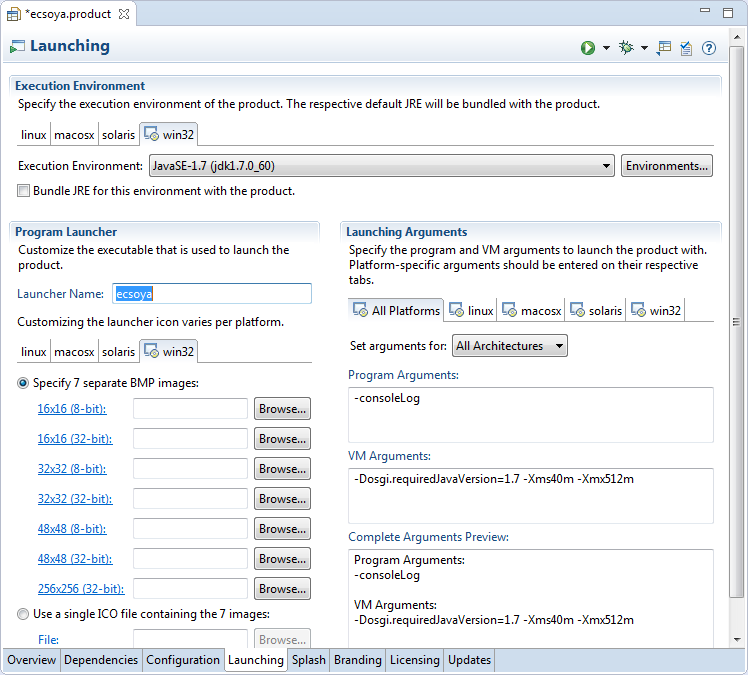 *ecsoya.product
Launching
Execution Environment
Specify the execution environment of the product. The respective default JRE will be bundled with the product.
linux macosx solaris win32
Execution Environment: JavaSE-1.7 (jdk1.7.0_60) Environments...
Bundle JRE for this environment with the product.
Program Launcher
Customize the executable that is used to launch the
product.
Launcher Name: ecsoya
Customizing the launcher icon varies per platform.
linux macosx solaris win32
Specify 7 separate BMP images:
16x16 (8-bit): Browse...
16x16 (32-bit): Browse...
32x32 (8-bit): Browse...
32x32 (32-bit): Browse...
48x48 (8-bit): Browse...
48x48 (32-bit): Browse...
256x256 (32-bit): Browse...
Use a single ICO file containing the 7 images:
File: Browse...
Launching Arguments
Specify the program and VM arguments to launch the product with.
Platform-specific arguments should be entered on their respective
tabs.
All Platforms linux macosx solaris win32
Set arguments for: All Architectures
Program Arguments:
-consoleLog
VM Arguments:
-Dosgi.requiredJavaVersion=1.7 -Xms40m -Xmx512m
Complete Arguments Preview:
Program Arguments:
-consoleLog
VM Arguments:
-Dosgi.requiredJavaVersion=1.7 -Xms40m -Xmx512m
Overview Dependencies Configuration Launching Splash Branding Licensing Updates